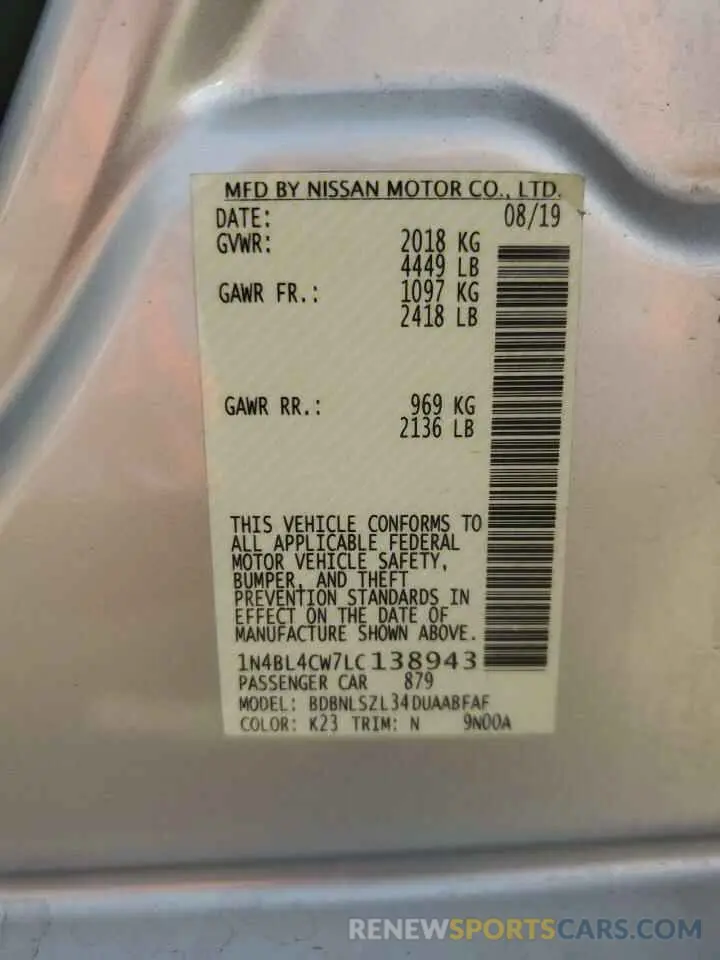 MFD BY NISSAN MOTOR CO., LTD.
DATE: 08/19
GVWR: 2018 KG
4449 LB
GAWR FR.: 1097 KG
2418 LB
GAWR RR.: 969 KG
2136 LB
THIS VEHICLE CONFORMS TO
ALL APPLICABLE FEDERAL
MOTOR VEHICLE SAFETY,
BUMPER, AND THEFT
PREVENTION STANDARDS IN
EFFECT ON THE DATE OF
MANUFACTURE SHOWN ABOVE.
1N4BL4CW7LC138943
PASSENGER CAR 879
MODEL: BDBNLSZL34DUAABFAF
COLOR: K23 TRIM: N 9N00A
RENEWSPORTSCARS.COM